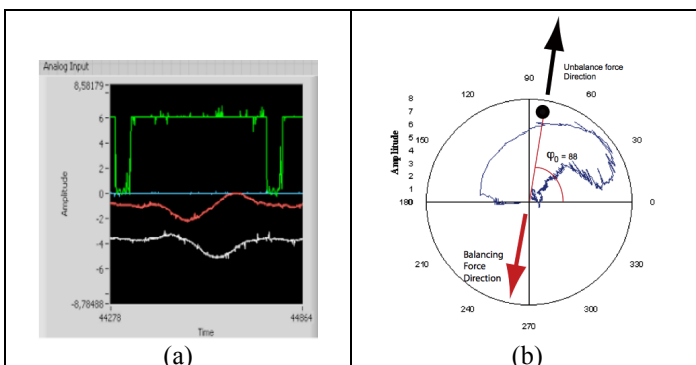 Analog Input
8,58179
6
4
2
0
-2
-4
-6
-8,78488
Amplitude
44278
44864
Time
(a)
Unbalance force
Direction
90
60
120
30
150
8
7
6
5
4
3
2
1
0
Amplitude
φ0 = 88
180
0
Balancing
Force
Direction
210
330
240
300
270
(b)